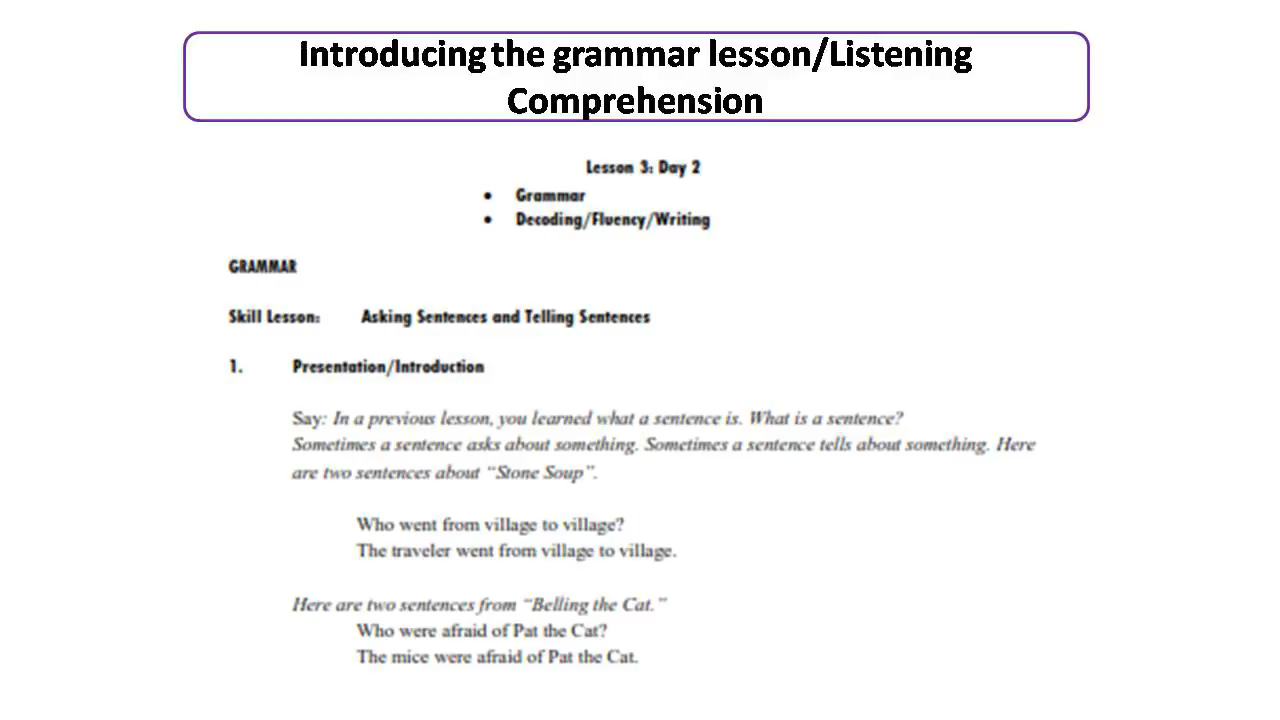 Introducing the grammar lesson/Listening
Comprehension
Lesson 3: Day 2
• Grammar
• Decoding/Fluency/Writing
GRAMMAR
Skill Lesson: Asking Sentences and Telling Sentences
1. Presentation/Introduction
Say: In a previous lesson, you learned what a sentence is. What is a sentence?
Sometimes a sentence asks about something. Sometimes a sentence tells about something. Here
are two sentences about “Stone Soup”.
Who went from village to village?
The traveler went from village to village.
Here are two sentences from “Belling the Cat.”
Who were afraid of Pat the Cat?
The mice were afraid of Pat the Cat.